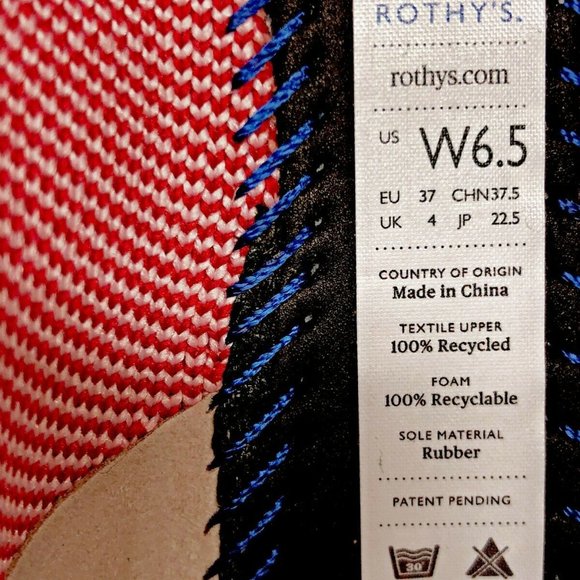 ROTHY'S.
rothys.com
US W6.5
EU 37 CHN37.5
UK 4 JP 22.5
COUNTRY OF ORIGIN
Made in China
TEXTILE UPPER
100% Recycled
FOAM
100% Recyclable
SOLE MATERIAL
Rubber
PATENT PENDING
30°